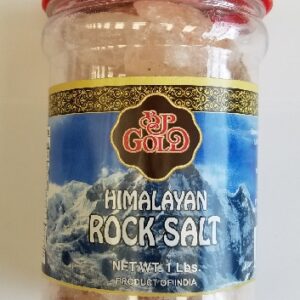 GOLD
HIMALAYAN
ROCK SALT
NET WT. 1 Lbs.
PRODUCT OF INDIA